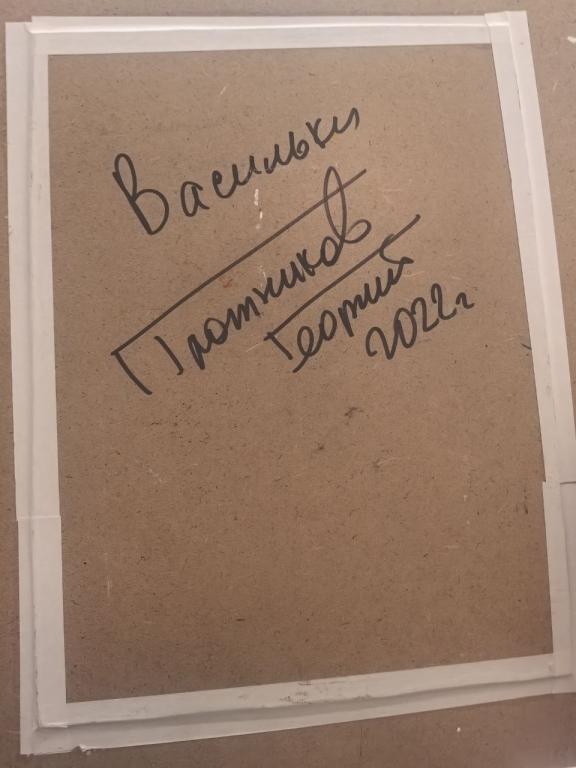 Васильки
Плотников
Георгий
2022г